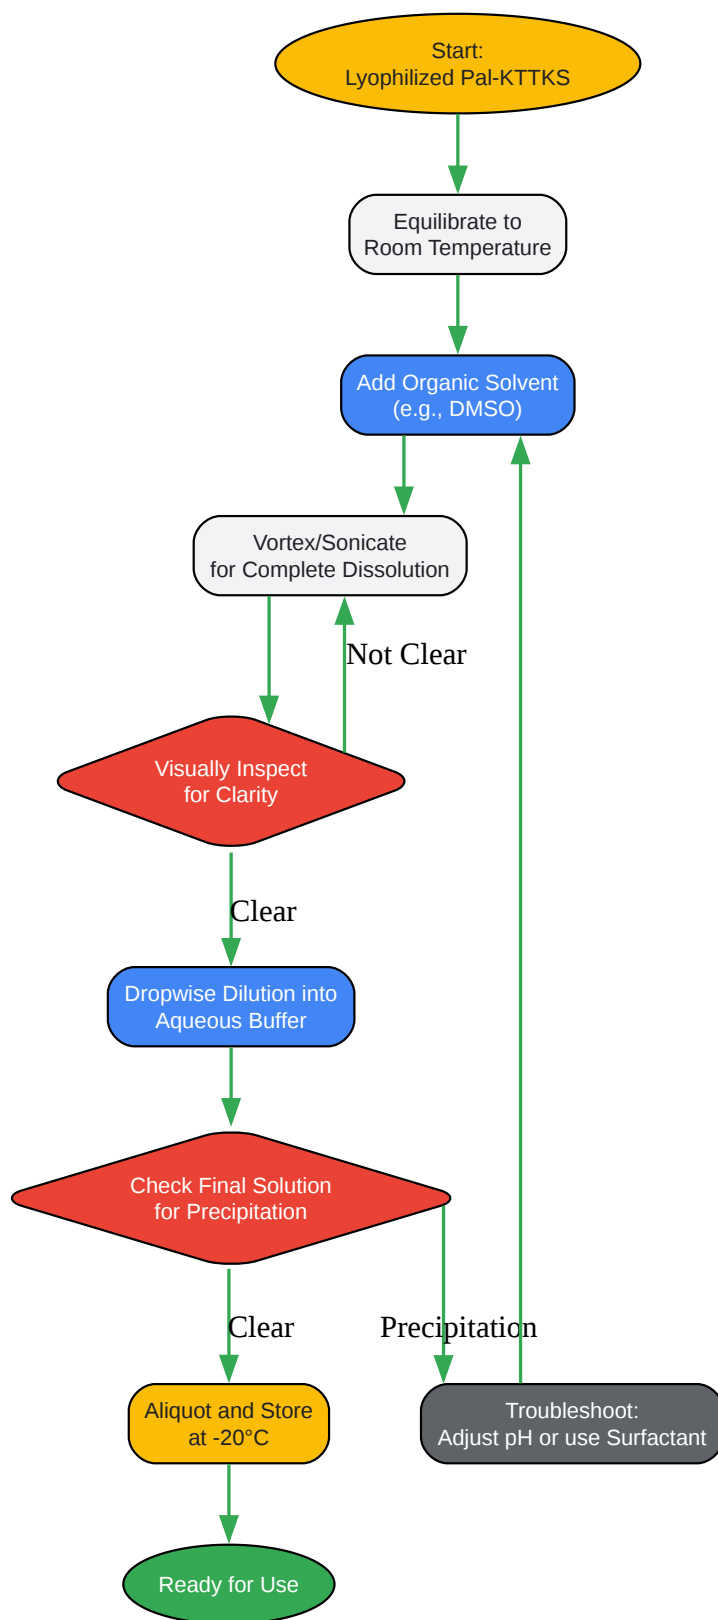 Start:
Lyophilized Pal-KTTKS
Equilibrate to
Room Temperature
Add Organic Solvent
(e.g., DMSO)
Vortex/Sonicate
for Complete Dissolution
Not Clear
Visually Inspect
for Clarity
Clear
Dropwise Dilution into
Aqueous Buffer
Check Final Solution
for Precipitation
Clear
Precipitation
Aliquot and Store
at -20°C
Troubleshoot:
Adjust pH or use Surfactant
Ready for Use